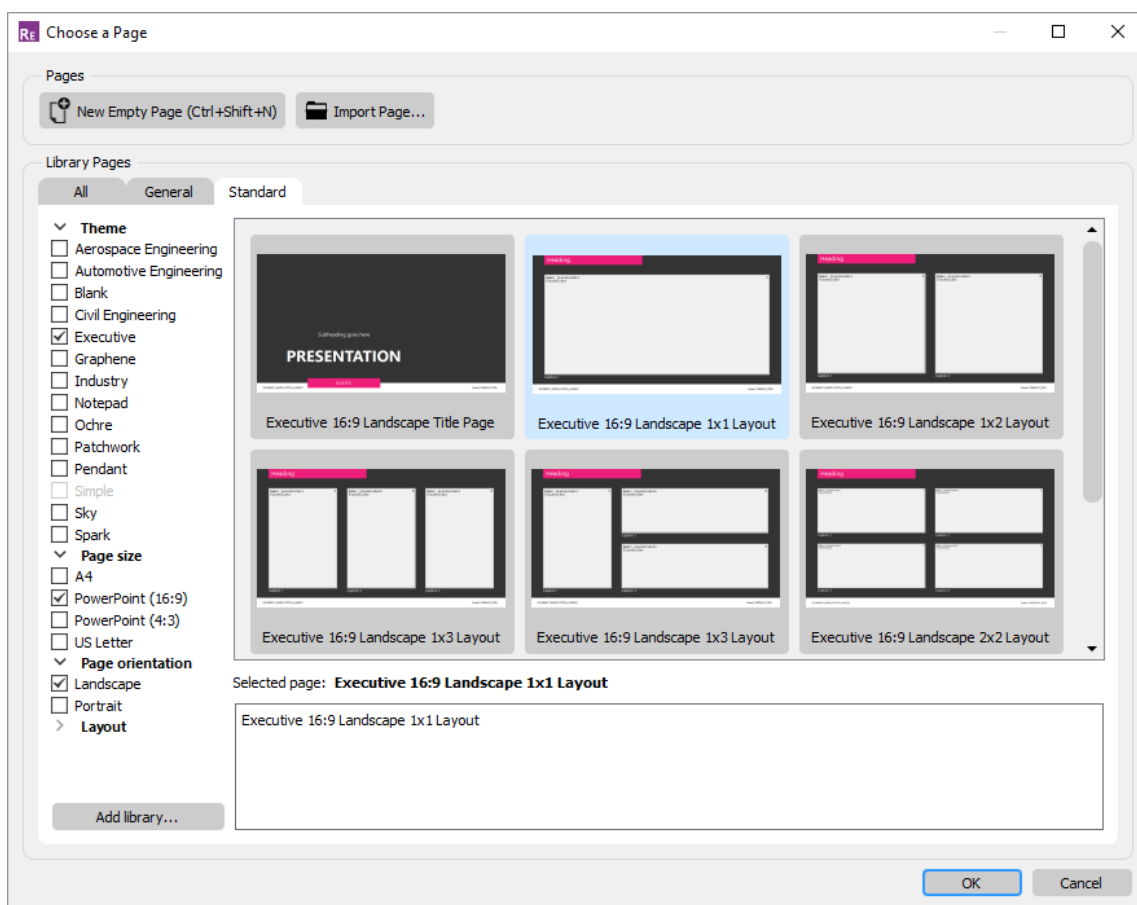 RE Choose a Page
Pages
New Empty Page (Ctrl+Shift+N)
Import Page...
Library Pages
All
General
Standard
Theme
Aerospace Engineering
Automotive Engineering
Blank
Civil Engineering
Executive
Graphene
Industry
Notepad
Ochre
Patchwork
Pendant
Simple
Sky
Spark
Page size
A4
PowerPoint (16:9)
PowerPoint (4:3)
US Letter
Page orientation
Landscape
Portrait
Layout
Add library...
Subheading goes here
PRESENTATION
Executive 16:9 Landscape Title Page
Heading
Executive 16:9 Landscape 1x1 Layout
Heading
Executive 16:9 Landscape 1x2 Layout
Heading
Executive 16:9 Landscape 1x3 Layout
Heading
Executive 16:9 Landscape 1x3 Layout
Heading
Executive 16:9 Landscape 2x2 Layout
Selected page: Executive 16:9 Landscape 1x1 Layout
Executive 16:9 Landscape 1x1 Layout
OK
Cancel